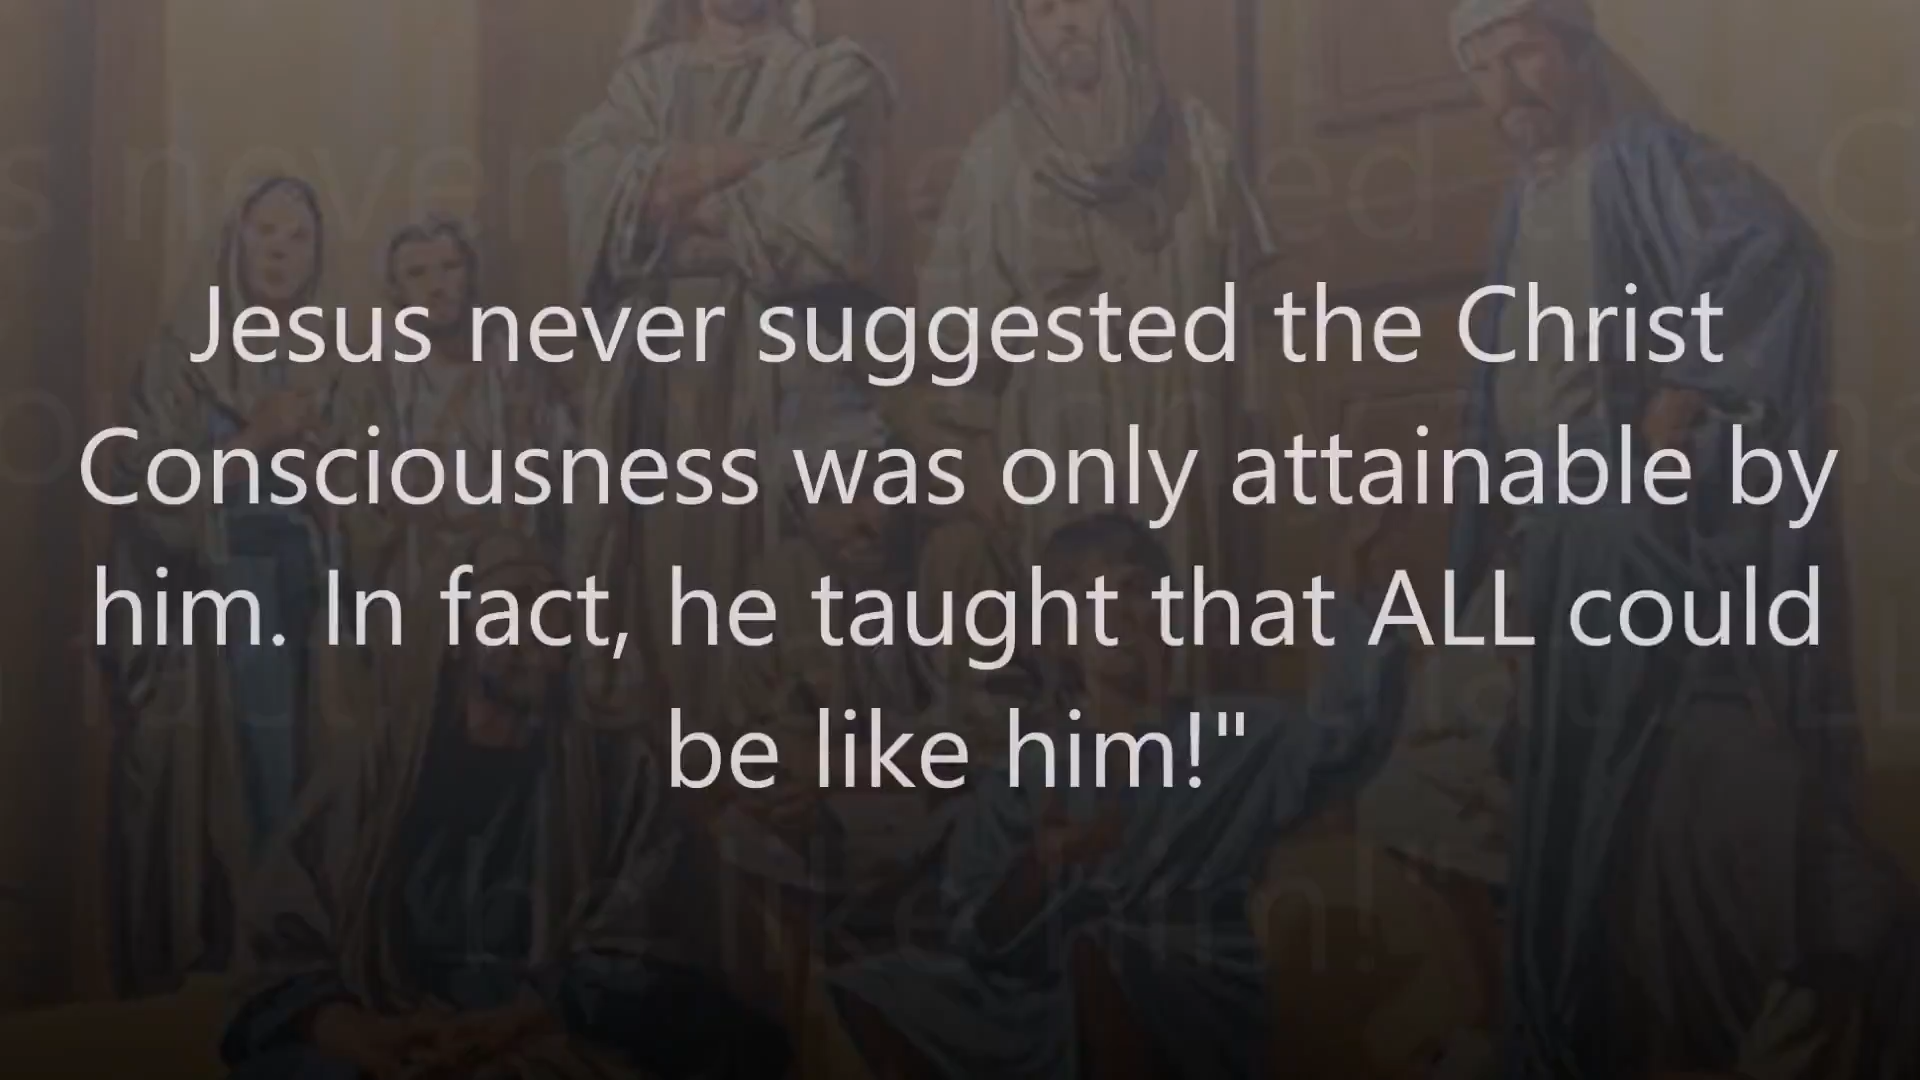 Jesus never suggested the Christ
Consciousness was only attainable by
him. In fact, he taught that ALL could
be like him!"